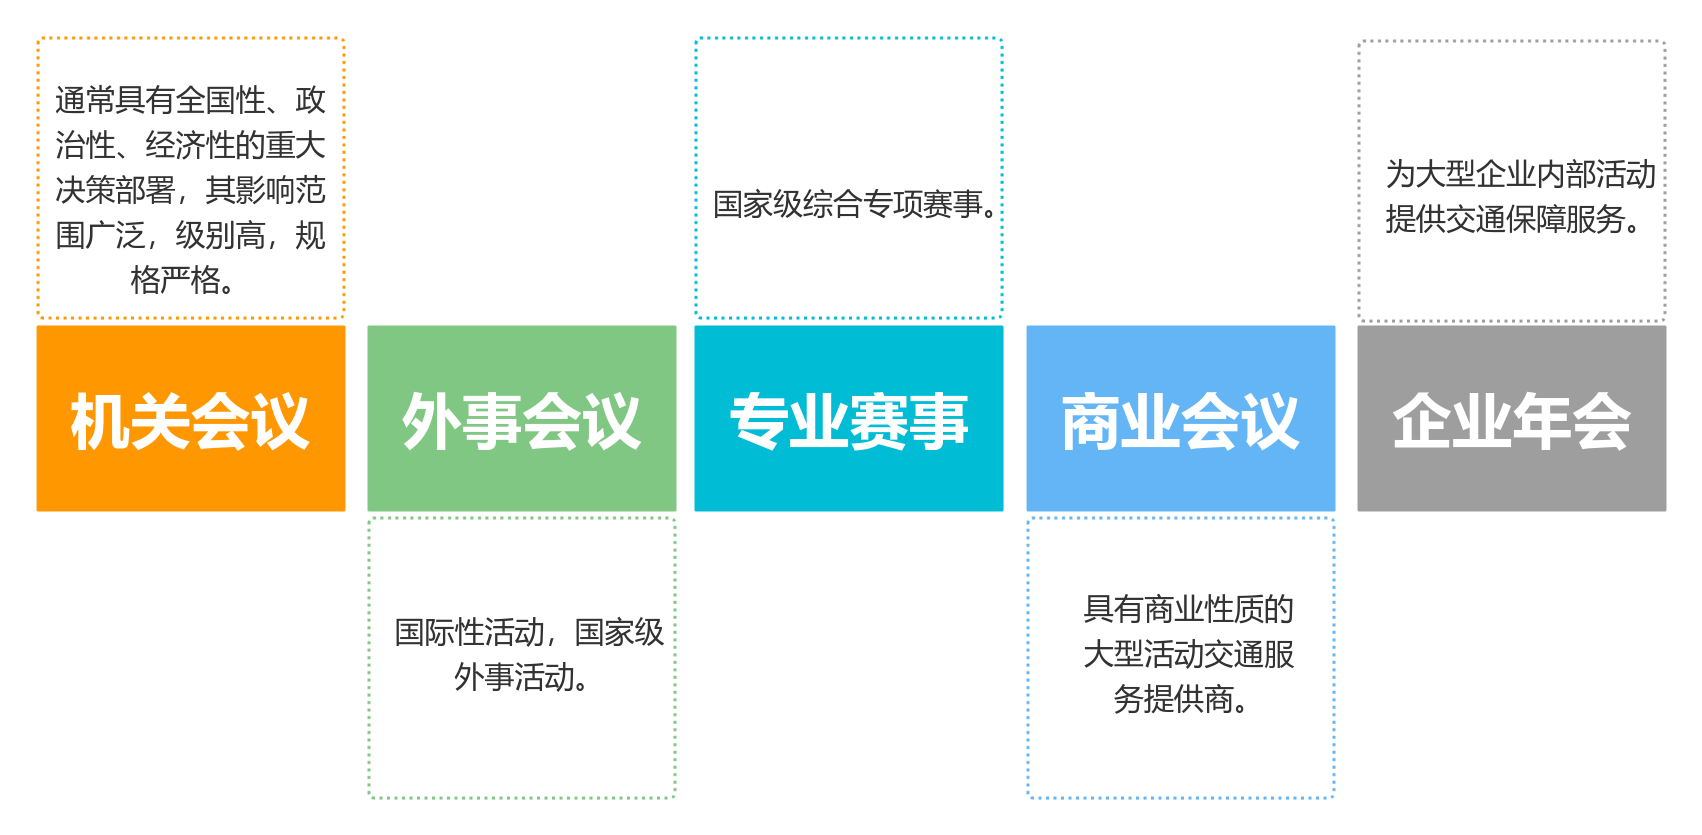 通常具有全国性、政
治性、经济性的重大
决策部署，其影响范
围广泛，级别高，规
格严格。
机关会议
外事会议
国际性活动，国家级
外事活动。
国家级综合专项赛事。
专业赛事
商业会议
具有商业性质的
大型活动交通服
务提供商。
为大型企业内部活动
提供交通保障服务。
企业年会